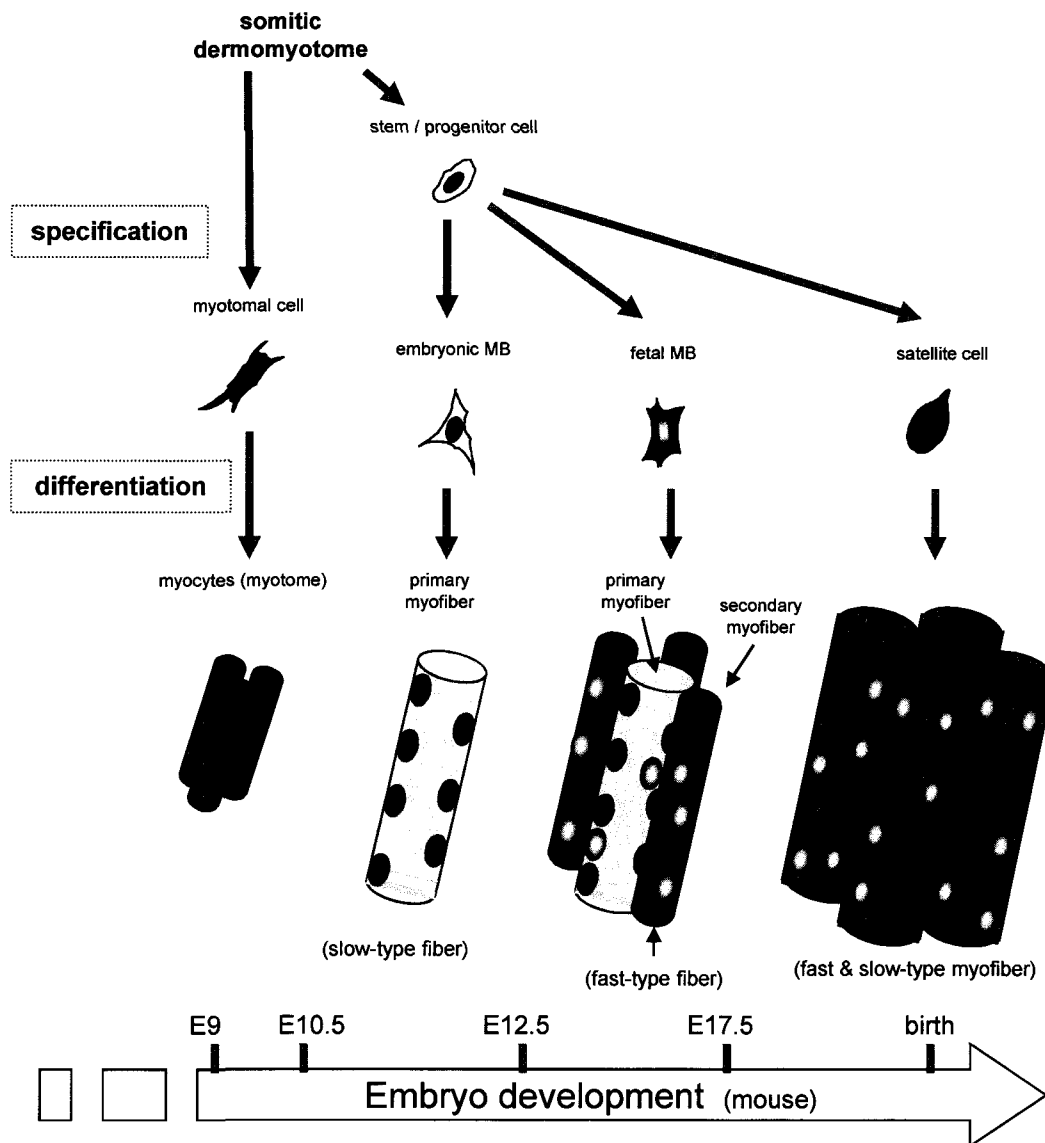 somitic
dermomyotome
stem / progenitor cell
specification
myotomal cell
embryonic MB
fetal MB
satellite cell
differentiation
myocytes (myotome)
primary
myofiber
primary
myofiber
secondary
myofiber
(slow-type fiber)
(fast-type fiber)
(fast & slow-type myofiber)
E9
E10.5
E12.5
E17.5
birth
Embryo development (mouse)